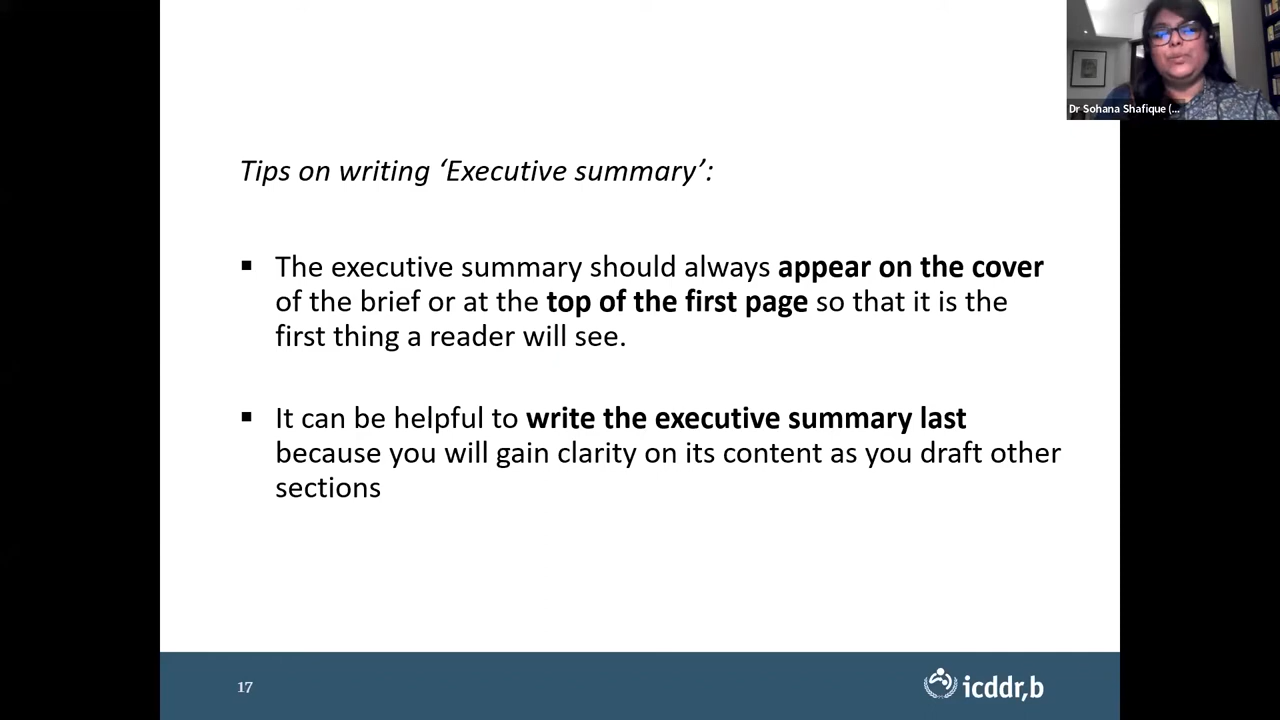 Dr Sohana Shafique (...
Tips on writing ‘Executive summary’:
▪ The executive summary should always appear on the cover
of the brief or at the top of the first page so that it is the
first thing a reader will see.
▪ It can be helpful to write the executive summary last
because you will gain clarity on its content as you draft other
sections
17
icddr,b